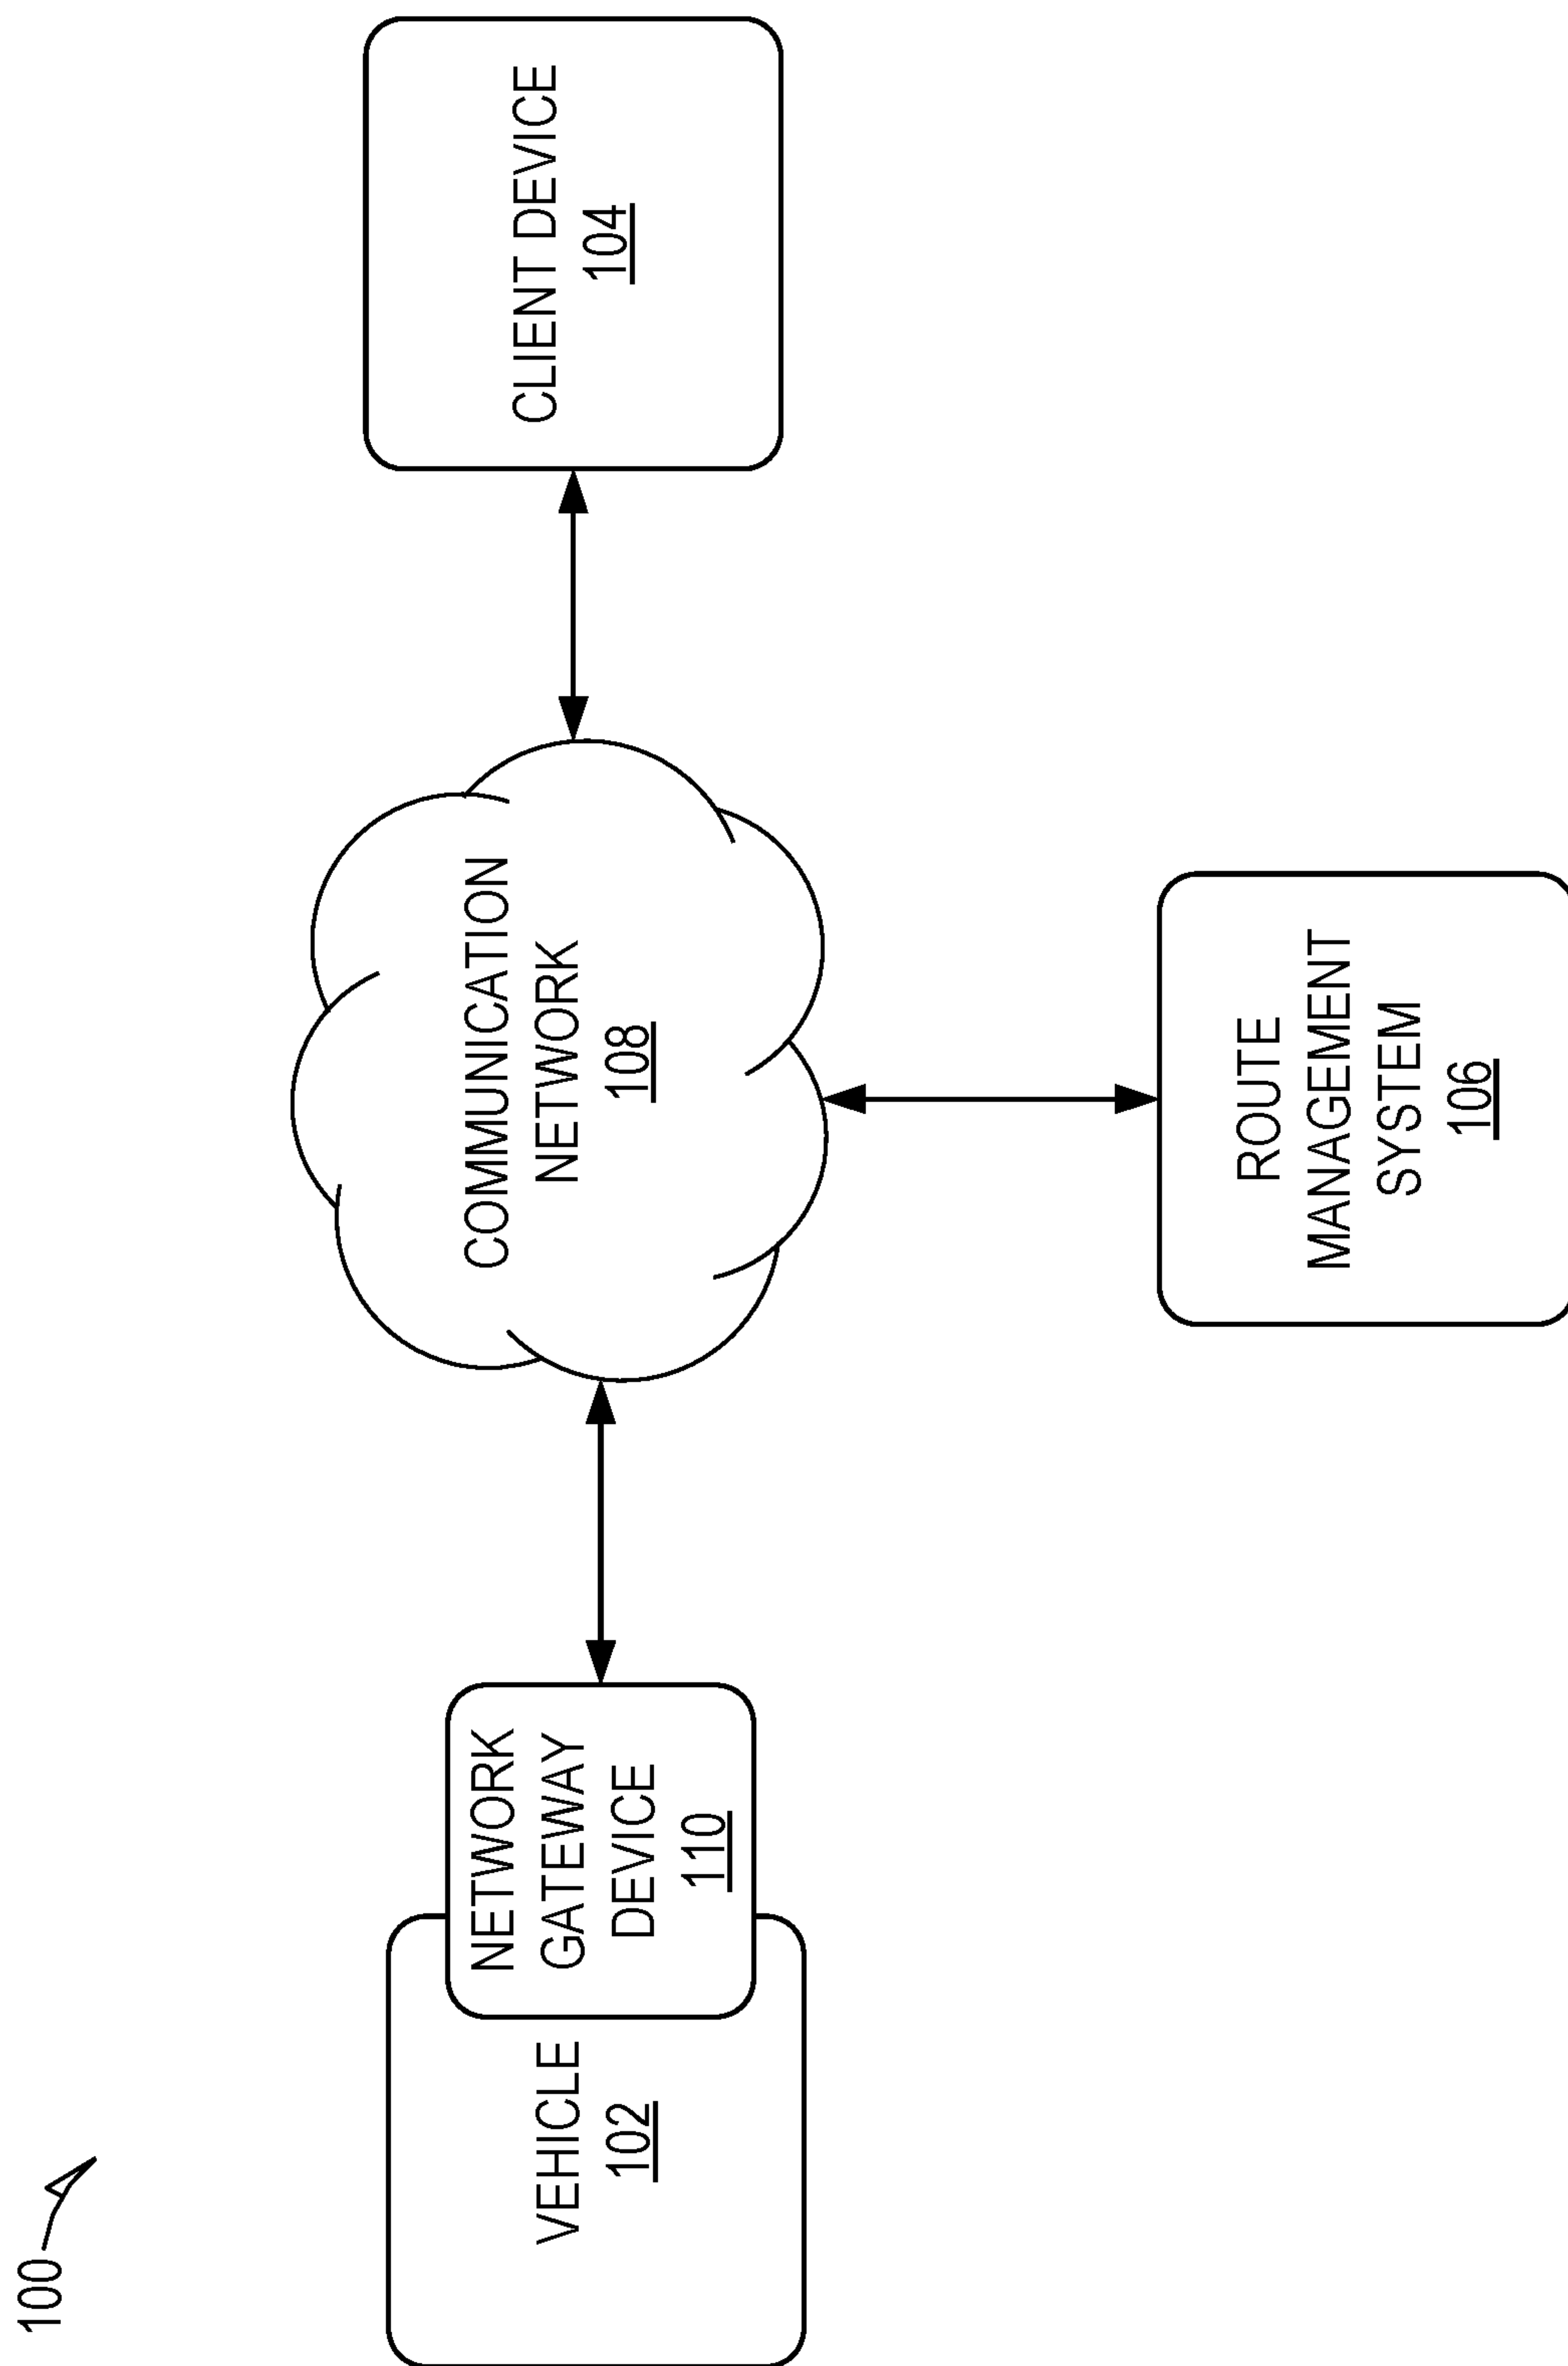 100
VEHICLE
102
NETWORK
GATEWAY
DEVICE
110
COMMUNICATION
NETWORK
108
CLIENT DEVICE
104
ROUTE
MANAGEMENT
SYSTEM
106